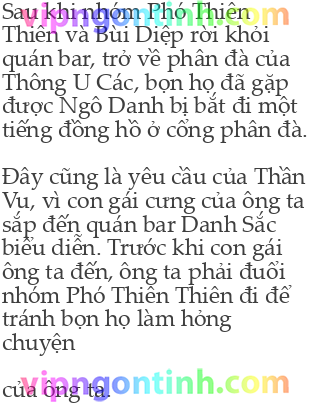 Sau khi nhóm Phó Thiên
vipngontinh.com
Thiên và Bùi Diệp rời khỏi
quán bar, trở về phân đà của
Thông U Các, bọn họ đã gặp
được Ngô Danh bị bắt đi một
tiếng đồng hồ ở cổng phân đà.
Đây cũng là yêu cầu của Thần
Vu, vì con gái cưng của ông ta
sắp đến quán bar Danh Sắc
biểu diễn. Trước khi con gái
ông ta đến, ông ta phải đuổi
nhóm Phó Thiên Thiên đi để
tránh bọn họ làm hỏng
chuyện
của ông ta.
vipngontinh.com